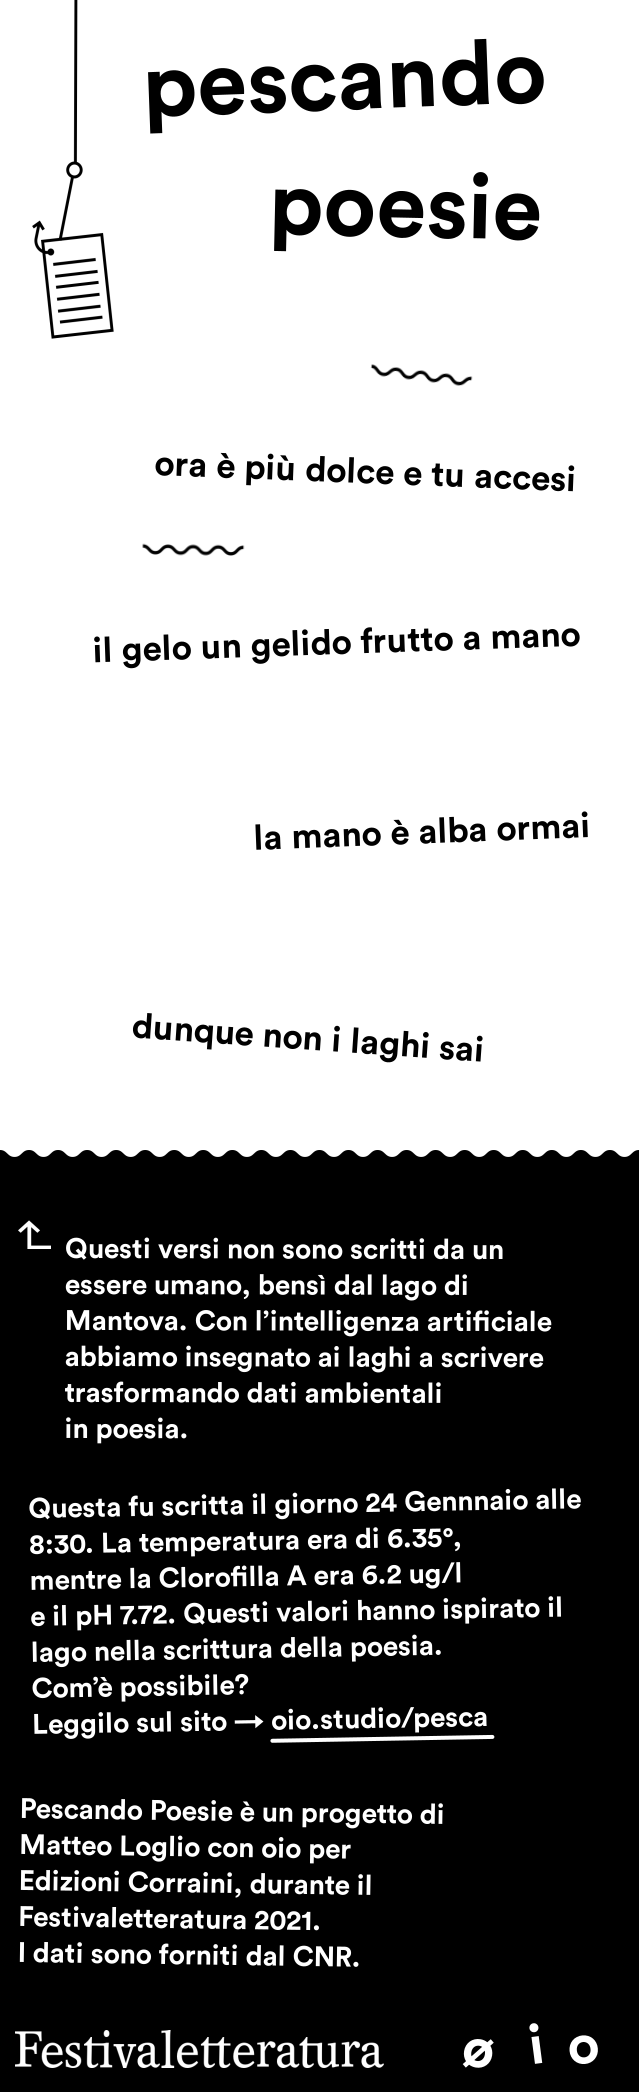 pescando
poesie
ora è più dolce e tu accesi
il gelo un gelido frutto a mano
la mano è alba ormai
dunque non i laghi sai
Questi versi non sono scritti da un
essere umano, bensì dal lago di
Mantova. Con l’intelligenza artificiale
abbiamo insegnato ai laghi a scrivere
trasformando dati ambientali
in poesia.
Questa fu scritta il giorno 24 Gennnaio alle
8:30. La temperatura era di 6.35°,
mentre la Clorofilla A era 6.2 ug/l
e il pH 7.72. Questi valori hanno ispirato il
lago nella scrittura della poesia.
Com’è possibile?
Leggilo sul sito → oio.studio/pesca
Pescando Poesie è un progetto di
Matteo Loglio con oio per
Edizioni Corraini, durante il
Festivaletteratura 2021.
I dati sono forniti dal CNR.
Festivaletteratura ø i o